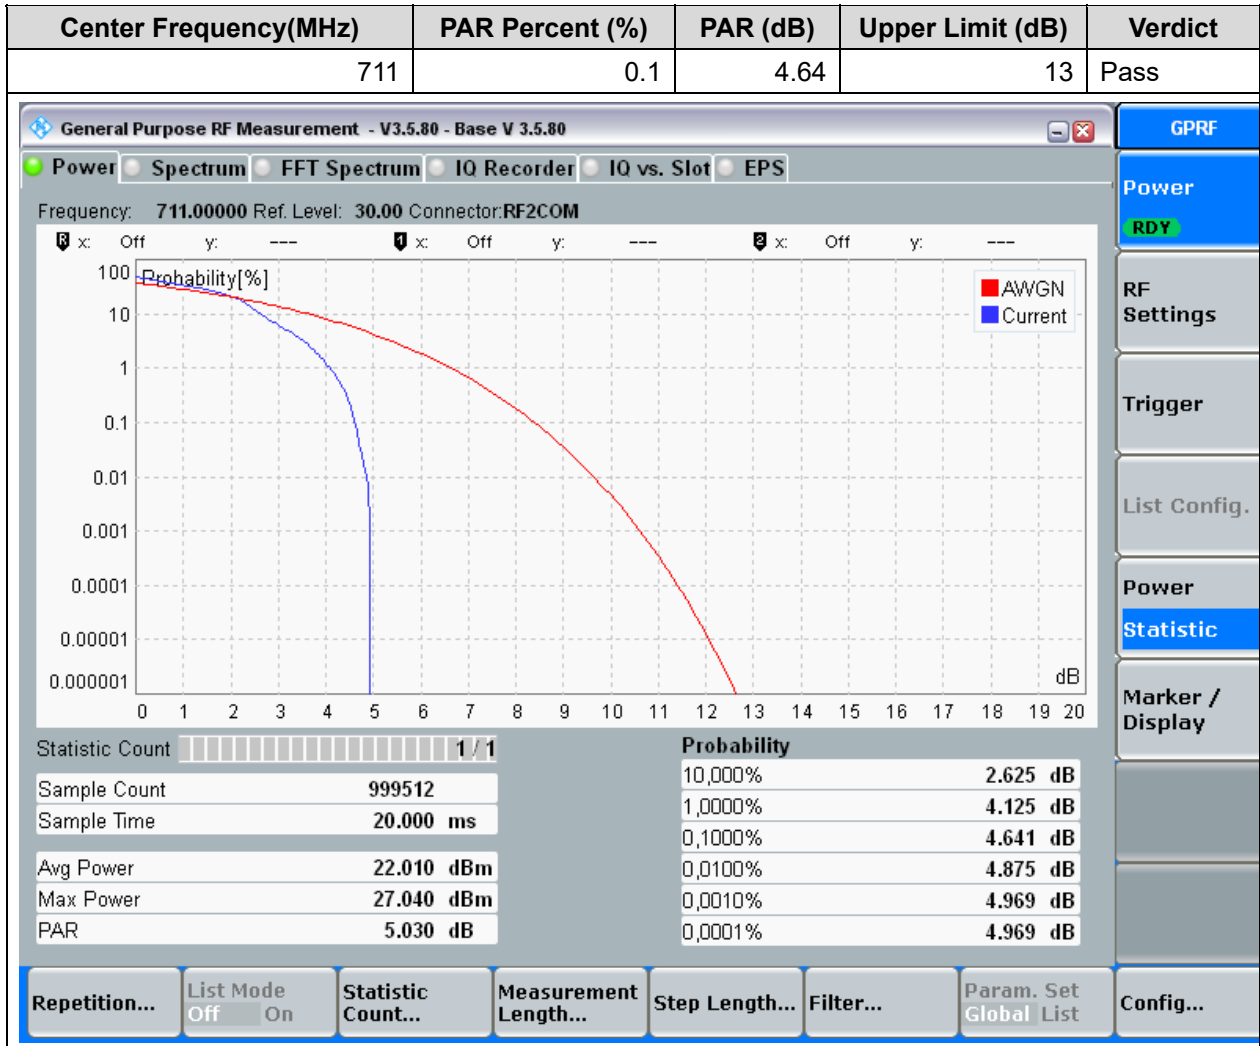 Center Frequency(MHz) PAR Percent (%) PAR (dB) Upper Limit (dB) Verdict
711 0.1 4.64 13 Pass
General Purpose RF Measurement - V3.5.80 - Base V 3.5.80
GPRF
Power Spectrum FFT Spectrum IQ Recorder IQ vs. Slot EPS
Power
RDY
Frequency: 711.00000 Ref. Level: 30.00 Connector:RF2COM
R x: Off y: --- 1 x: Off y: --- 2 x: Off y: ---
Probability[%]
AWGN
Current
100
10
1
0.1
0.01
0.001
0.0001
0.00001
0.000001
dB
0 1 2 3 4 5 6 7 8 9 10 11 12 13 14 15 16 17 18 19 20
RF
Settings
Trigger
List Config.
Power
Statistic
Marker /
Display
Statistic Count 1 / 1
Sample Count 999512
Sample Time 20.000 ms
Avg Power 22.010 dBm
Max Power 27.040 dBm
PAR 5.030 dB
Probability
10,000% 2.625 dB
1,0000% 4.125 dB
0,1000% 4.641 dB
0,0100% 4.875 dB
0,0010% 4.969 dB
0,0001% 4.969 dB
Repetition...
List Mode
Off On
Statistic
Count...
Measurement
Length...
Step Length...
Filter...
Param. Set
Global List
Config...